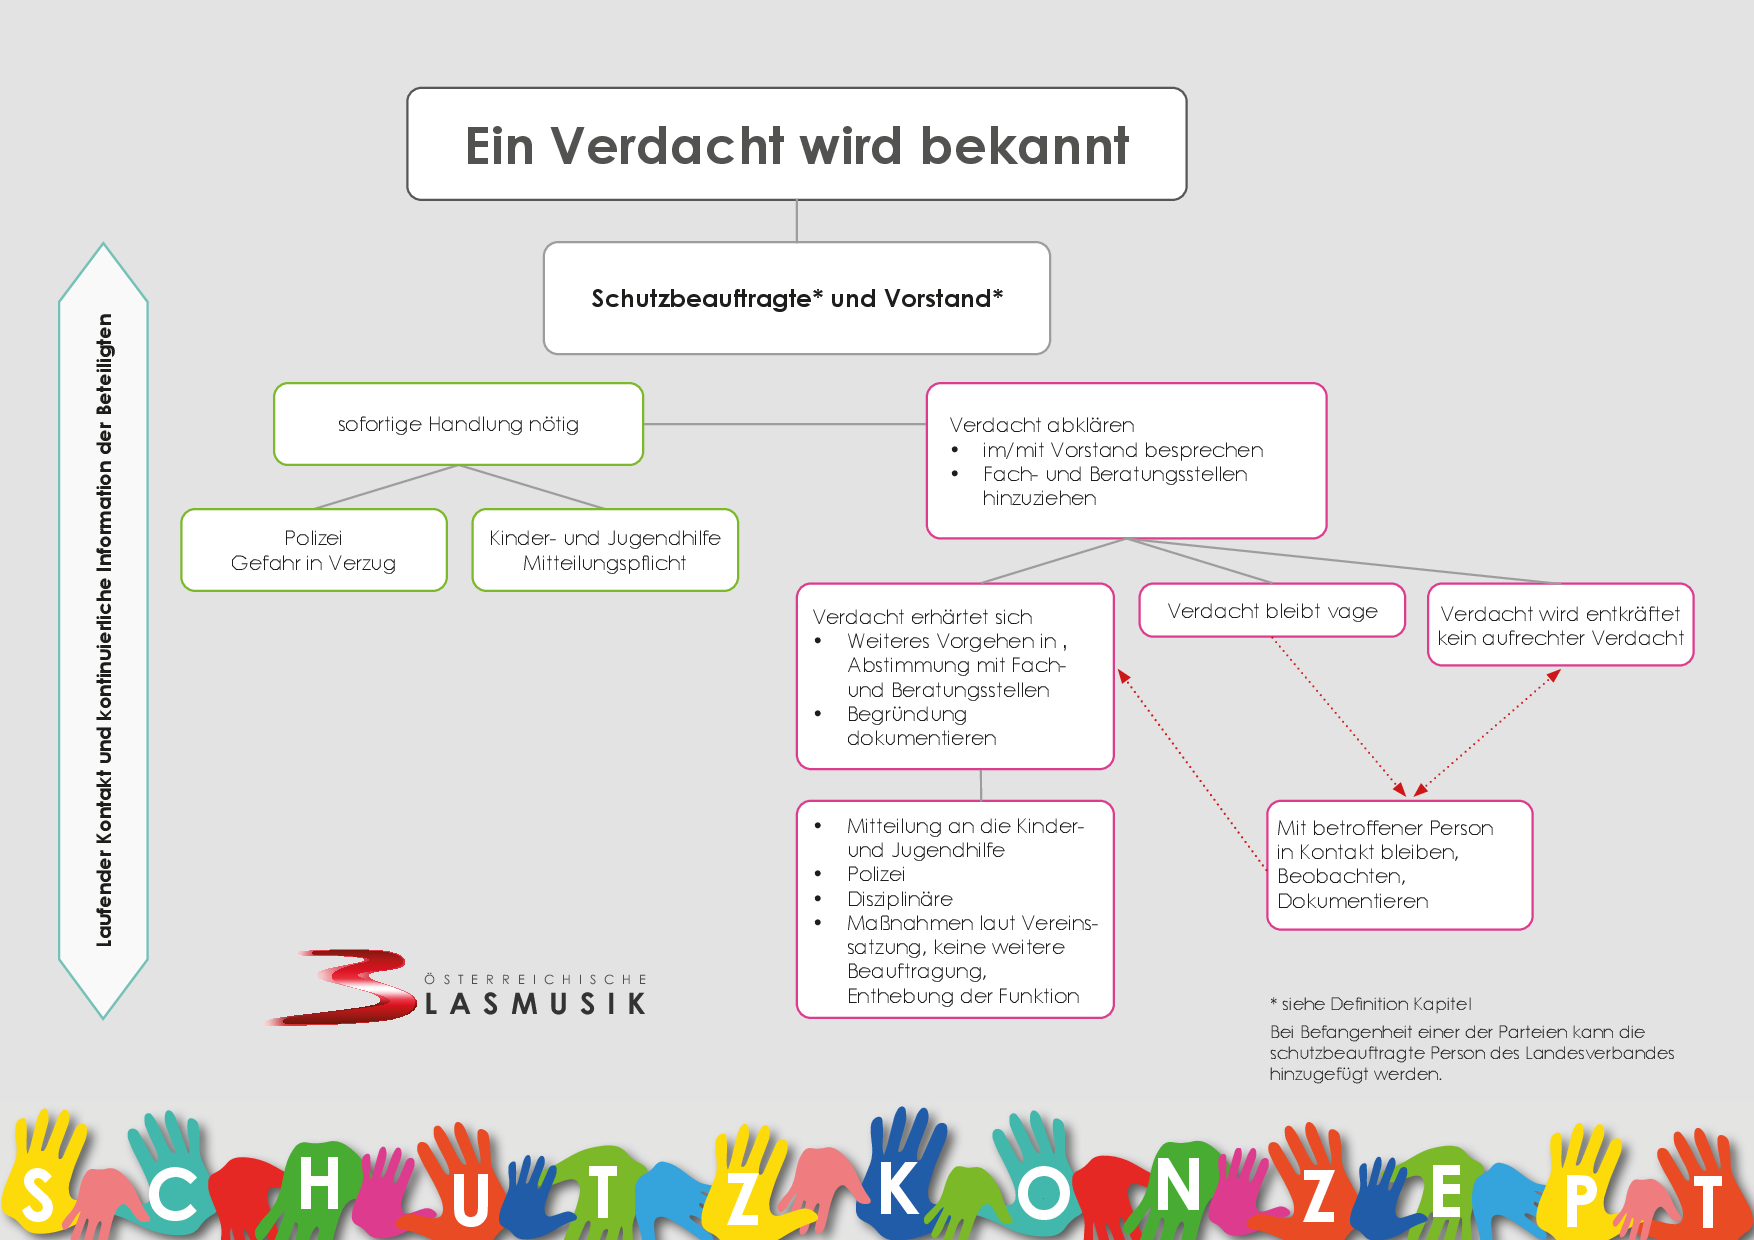 Ein Verdacht wird bekannt
Schutzbeauftragte* und Vorstand*
Laufender Kontakt und kontinuierliche Information der Beteiligten
sofortige Handlung nötig
Polizei
Gefahr in Verzug
Kinder- und Jugendhilfe
Mitteilungspflicht
Verdacht abklären
• im/mit Vorstand besprechen
• Fach- und Beratungsstellen
hinzuziehen
Verdacht erhärtet sich
• Weiteres Vorgehen in ,
Abstimmung mit Fach-
und Beratungsstellen
• Begründung
dokumentieren
Verdacht bleibt vage
Verdacht wird entkräftet
kein aufrechter Verdacht
• Mitteilung an die Kinder-
und Jugendhilfe
• Polizei
• Disziplinäre
• Maßnahmen laut Vereins-
satzung, keine weitere
Beauftragung,
Enthebung der Funktion
Mit betroffener Person
in Kontakt bleiben,
Beobachten,
Dokumentieren
ÖSTERREICHISCHE
BLASMUSIK
* siehe Definition Kapitel
Bei Befangenheit einer der Parteien kann die
schutzbeauftragte Person des Landesverbandes
hinzugefügt werden.
SCHUTZKONZEPT